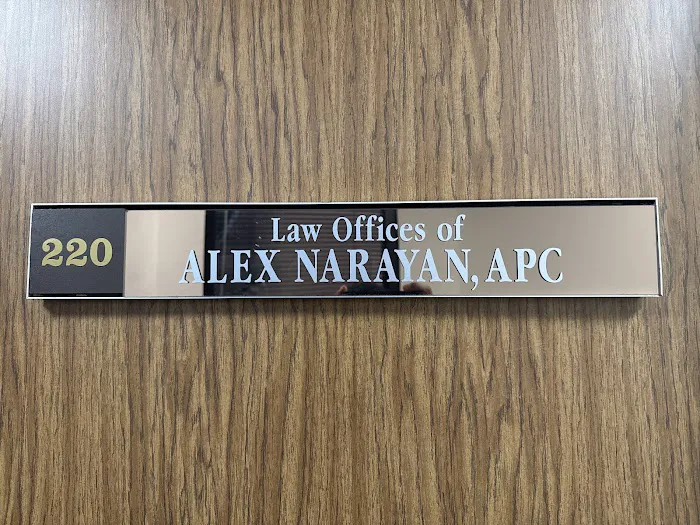 220
Law Offices of
ALEX NARAYAN, APC